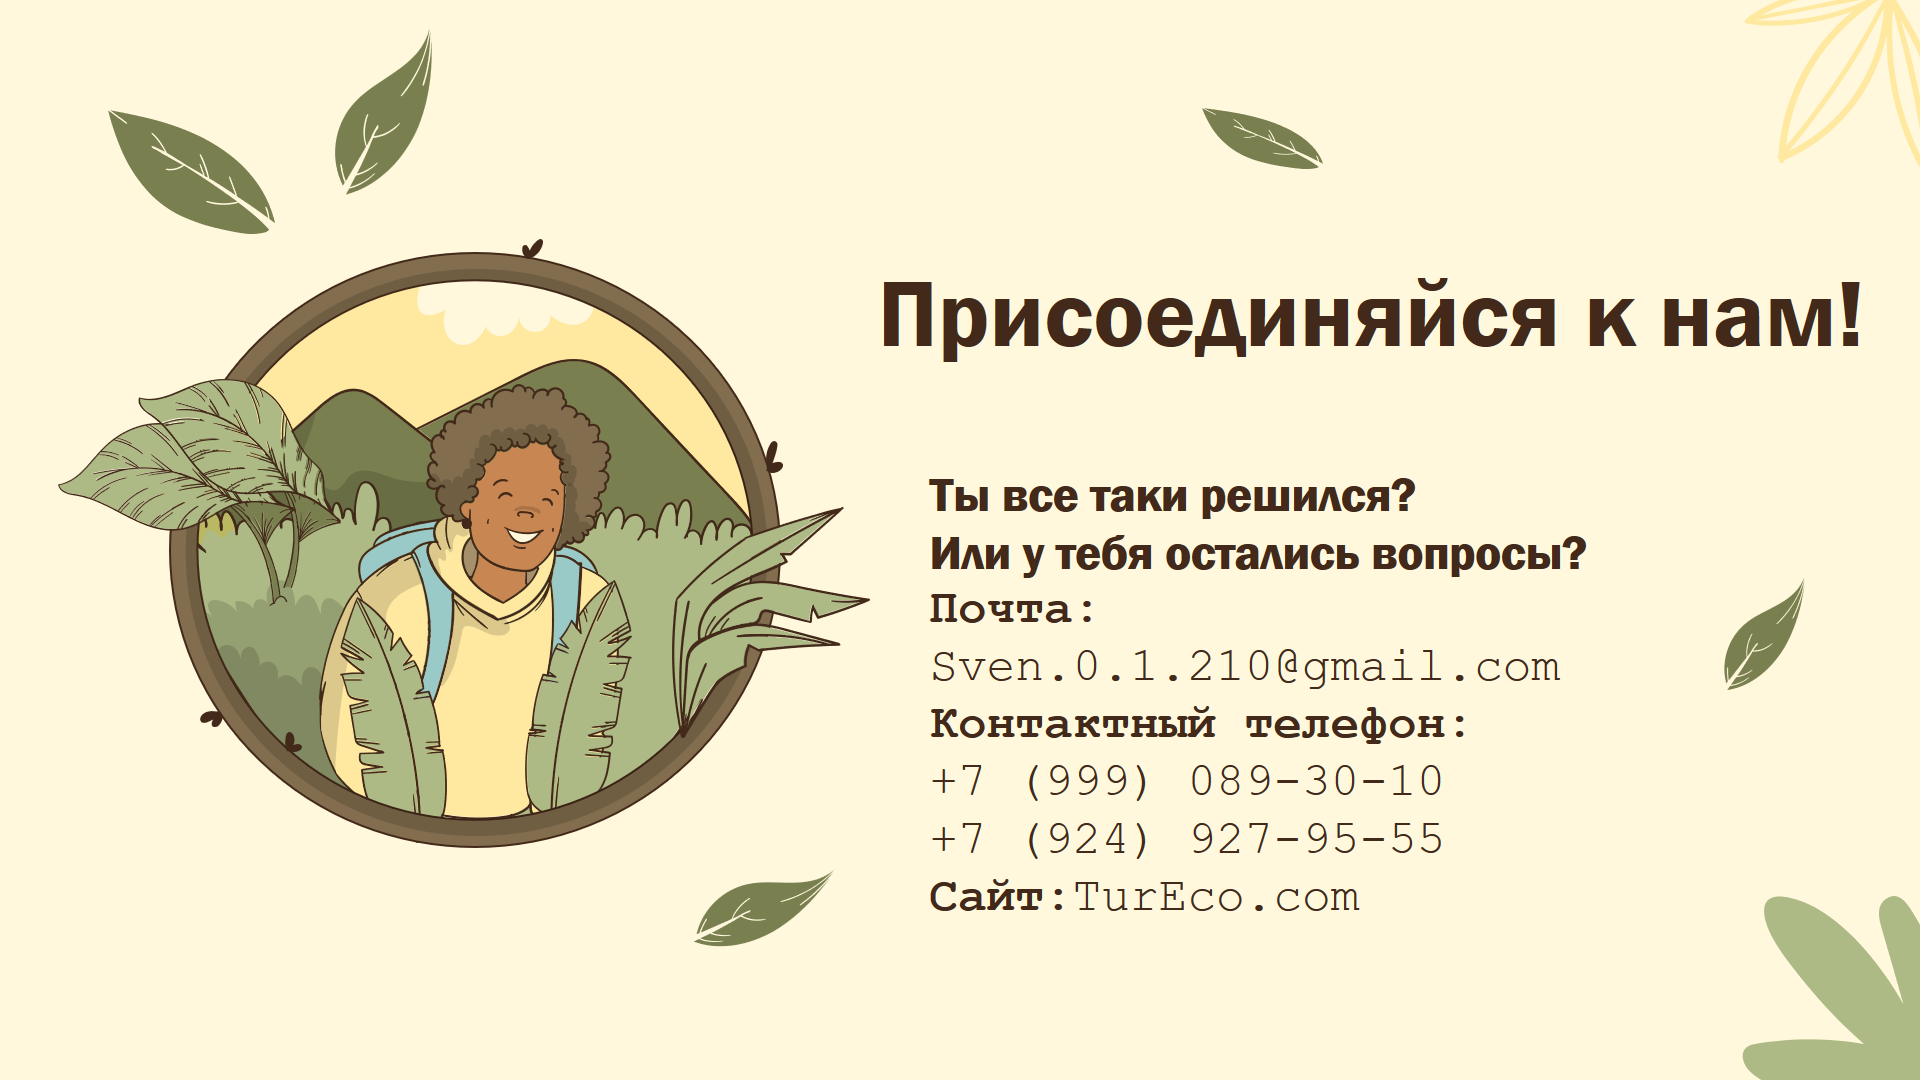 Присоединяйся к нам!
Ты все таки решился?
Или у тебя остались вопросы?
Почта:
Sven.0.1.210@gmail.com
Контактный телефон:
+7 (999) 089-30-10
+7 (924) 927-95-55
Сайт:TurEco.com